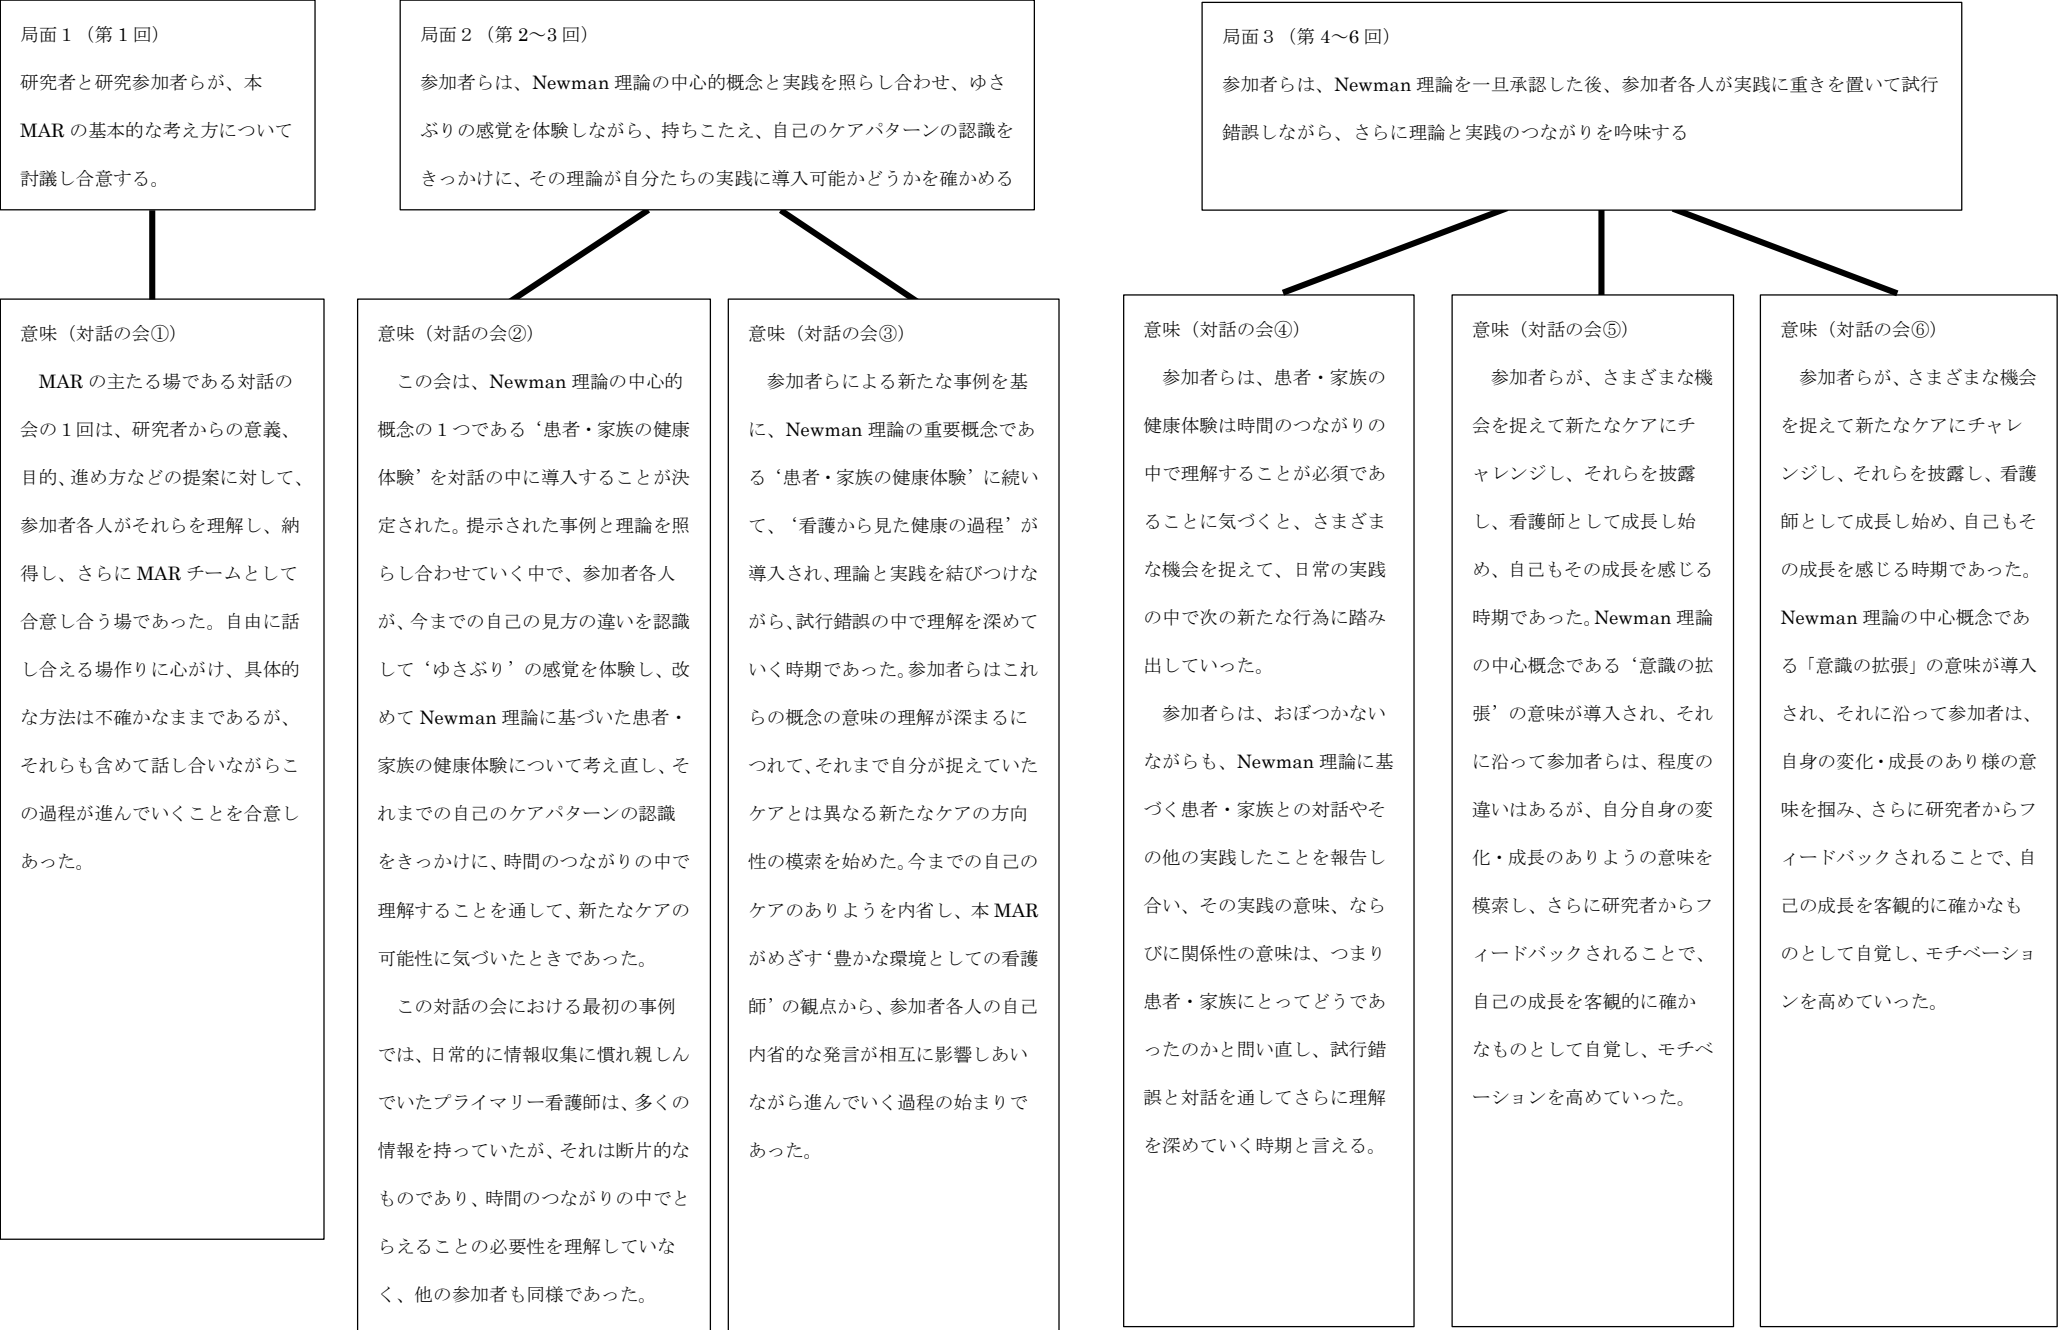 局面１（第 1 回）
研究者と研究参加者らが、本
MAR の基本的な考え方について
討議し合意する。
局面２（第 2～3 回）
参加者らは、Newman 理論の中心的概念と実践を照らし合わせ、ゆさ
ぶりの感覚を体験しながら、持ちこたえ、自己のケアパターンの認識を
きっかけに、その理論が自分たちの実践に導入可能かどうかを確かめる
局面３（第 4～6 回）
参加者らは、Newman 理論を一旦承認した後、参加者各人が実践に重きを置いて試行
錯誤しながら、さらに理論と実践のつながりを吟味する
意味（対話の会①）
MAR の主たる場である対話の
会の１回は、研究者からの意義、
目的、進め方などの提案に対して、
参加者各人がそれらを理解し、納
得し、さらに MAR チームとして
合意し合う場であった。自由に話
し合える場作りに心がけ、具体的
な方法は不確かなままであるが、
それらも含めて話し合いながらこ
の過程が進んでいくことを合意し
あった。
意味（対話の会②）
この会は、Newman 理論の中心的
概念の１つである‘患者・家族の健康
体験’を対話の中に導入することが決
定された。提示された事例と理論を照
らし合わせていく中で、参加者各人
が、今までの自己の見方の違いを認識
して‘ゆさぶり’の感覚を体験し、改
めて Newman 理論に基づいた患者・
家族の健康体験について考え直し、そ
れまでの自己のケアパターンの認識
をきっかけに、時間のつながりの中で
理解することを通して、新たなケアの
可能性に気づいたときであった。
この対話の会における最初の事例
では、日常的に情報収集に慣れ親しん
でいたプライマリー看護師は、多くの
情報を持っていたが、それは断片的な
ものであり、時間のつながりの中でと
らえることの必要性を理解していな
く、他の参加者も同様であった。
意味（対話の会③）
参加者らによる新たな事例を基
に、Newman 理論の重要概念であ
る‘患者・家族の健康体験’に続い
て、‘看護から見た健康の過程’が
導入され、理論と実践を結びつけな
がら、試行錯誤の中で理解を深めて
いく時期であった。参加者らはこれ
らの概念の意味の理解が深まるに
つれて、それまで自分が捉えていた
ケアとは異なる新たなケアの方向
性の模索を始めた。今までの自己の
ケアのありようを内省し、本 MAR
がめざす‘豊かな環境としての看護
師’の観点から、参加者各人の自己
内省的な発言が相互に影響しあい
ながら進んでいく過程の始まりで
あった。
意味（対話の会④）
参加者らは、患者・家族の
健康体験は時間のつながりの
中で理解することが必須であ
ることに気づくと、さまざま
な機会を捉えて、日常の実践
の中で次の新たな行為に踏み
出していった。
参加者らは、おぼつかない
ながらも、Newman 理論に基
づく患者・家族との対話やそ
の他の実践したことを報告し
合い、その実践の意味、なら
びに関係性の意味は、つまり
患者・家族にとってどうであ
ったのかと問い直し、試行錯
誤と対話を通してさらに理解
を深めていく時期と言える。
意味（対話の会⑤）
参加者らが、さまざまな機
会を捉えて新たなケアにチ
ャレンジし、それらを披露
し、看護師として成長し始
め、自己もその成長を感じる
時期であった。Newman 理論
の中心概念である‘意識の拡
張’の意味が導入され、それ
に沿って参加者らは、程度の
違いはあるが、自分自身の変
化・成長のありようの意味を
模索し、さらに研究者からフ
ィードバックされることで、
自己の成長を客観的に確か
なものとして自覚し、モチベ
ーションを高めていった。
意味（対話の会⑥）
参加者らが、さまざまな機会
を捉えて新たなケアにチャレ
ンジし、それらを披露し、看護
師として成長し始め、自己もそ
の成長を感じる時期であった。
Newman 理論の中心概念であ
る「意識の拡張」の意味が導入
され、それに沿って参加者は、
自身の変化・成長のあり様の意
味を掴み、さらに研究者からフ
ィードバックされることで、自
己の成長を客観的に確かなも
のとして自覚し、モチベーショ
ンを高めていった。